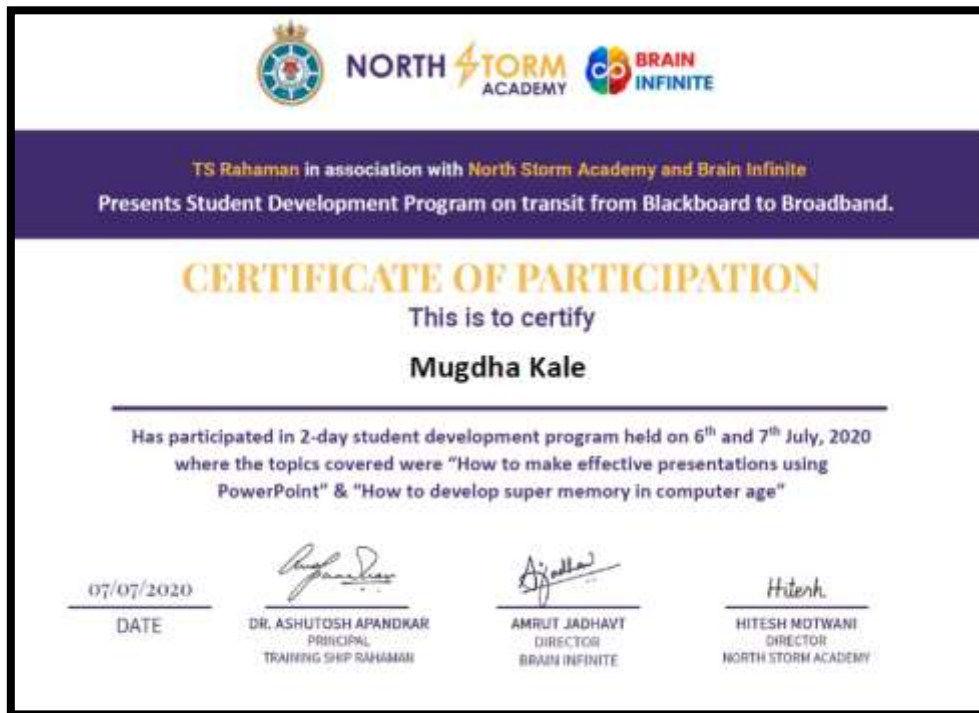 NORTH STORM
ACADEMY
BRAIN
INFINITE
TS Rahaman in association with North Storm Academy and Brain Infinite
Presents Student Development Program on transit from Blackboard to Broadband.
CERTIFICATE OF PARTICIPATION
This is to certify
Mugdha Kale
Has participated in 2-day student development program held on 6th and 7th July, 2020
where the topics covered were “How to make effective presentations using
PowerPoint” & “How to develop super memory in computer age”
07/07/2020
DATE
DR. ASHUTOSH APANDKAR
PRINCIPAL
TRAINING SHIP RAHAMAN
AMRUT JADHAVT
DIRECTOR
BRAIN INFINITE
Hitesh
HITESH MOTWANI
DIRECTOR
NORTH STORM ACADEMY